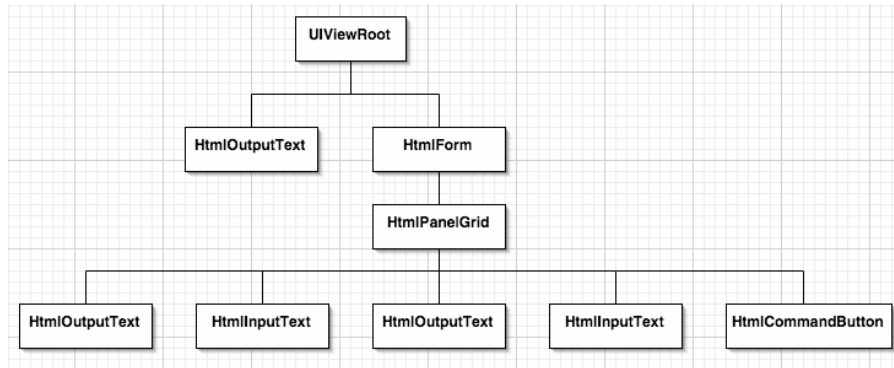 UIViewRoot
HtmlOutputText
HtmlForm
HtmlPanelGrid
HtmlOutputText
HtmlInputText
HtmlOutputText
HtmlInputText
HtmlCommandButton